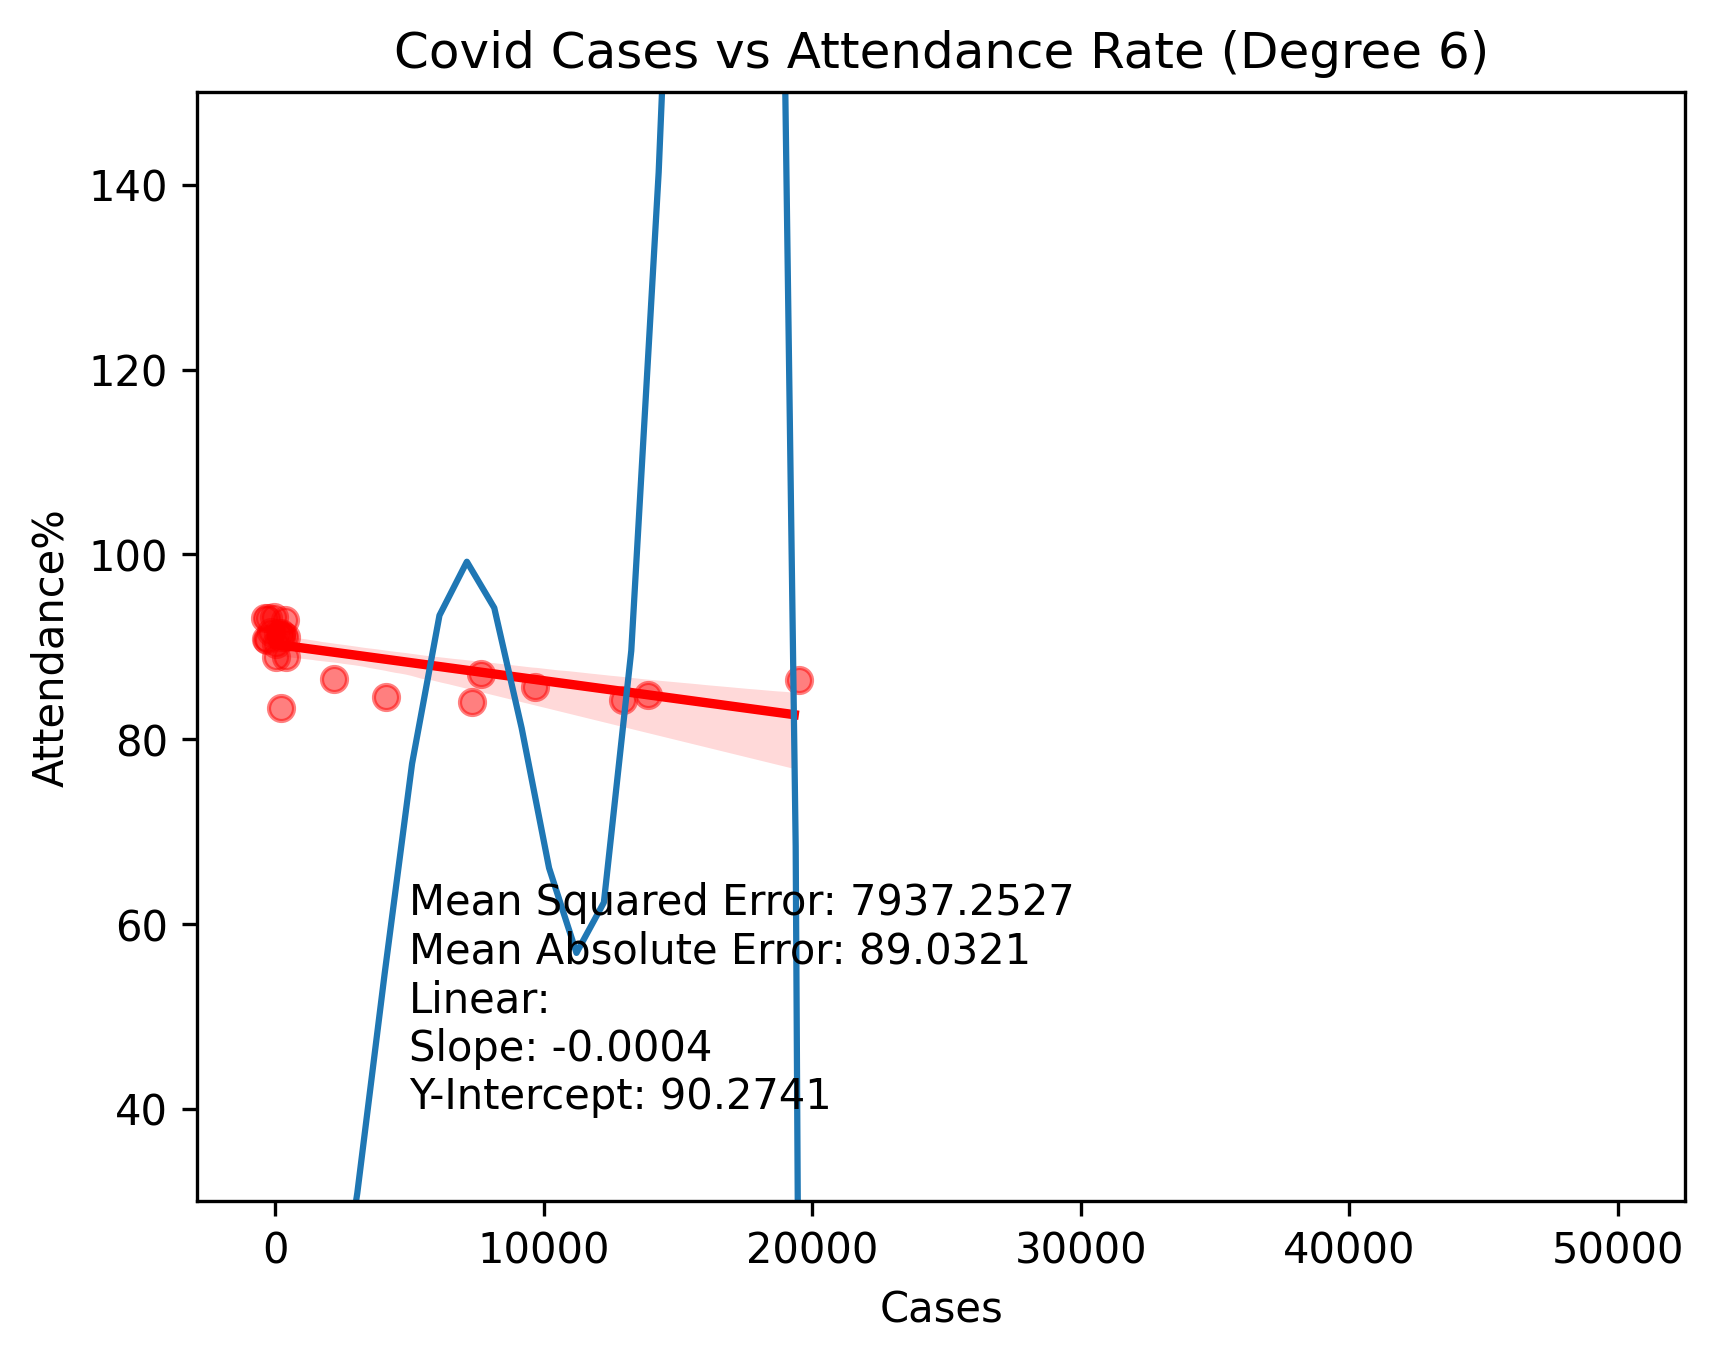 Covid Cases vs Attendance Rate (Degree 6)
140
120
100
80
60
40
Attendance%
Mean Squared Error: 7937.2527
Mean Absolute Error: 89.0321
Linear:
Slope: -0.0004
Y-Intercept: 90.2741
0 10000 20000 30000 40000 50000
Cases